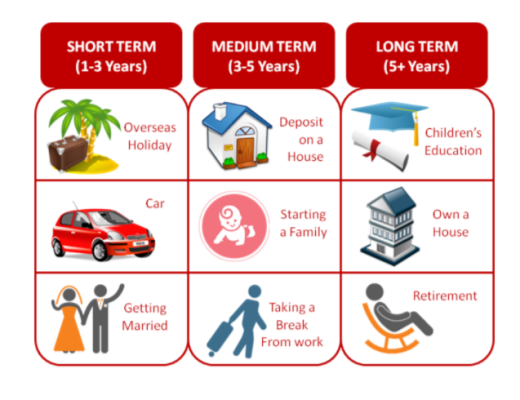 SHORT TERM
(1-3 Years)
MEDIUM TERM
(3-5 Years)
LONG TERM
(5+ Years)
Overseas
Holiday
Deposit
on a
House
Children's
Education
Car
Starting
a Family
Own a
House
Getting
Married
Taking a
Break
From work
Retirement